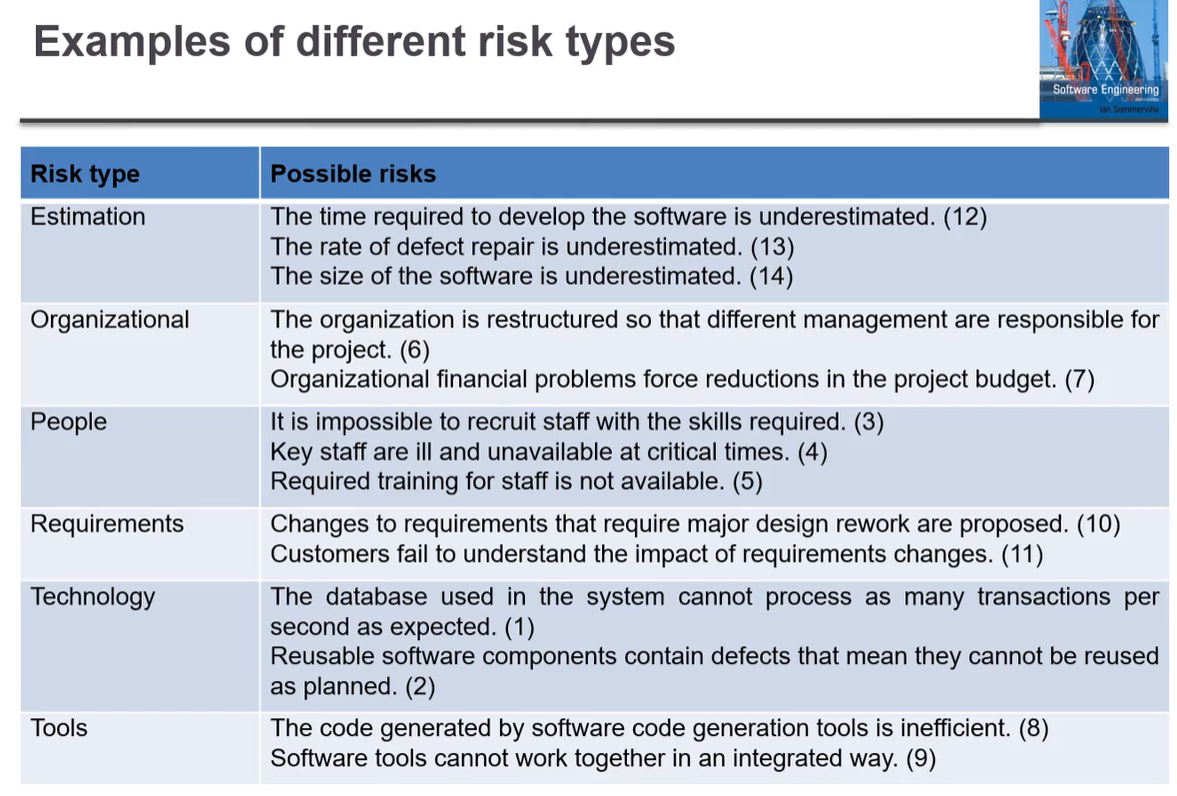 Examples of different risk types
Software Engineering
Ian Sommerville
Risk type
Possible risks
Estimation
The time required to develop the software is underestimated. (12)
The rate of defect repair is underestimated. (13)
The size of the software is underestimated. (14)
Organizational
The organization is restructured so that different management are responsible for
the project. (6)
Organizational financial problems force reductions in the project budget. (7)
People
It is impossible to recruit staff with the skills required. (3)
Key staff are ill and unavailable at critical times. (4)
Required training for staff is not available. (5)
Requirements
Changes to requirements that require major design rework are proposed. (10)
Customers fail to understand the impact of requirements changes. (11)
Technology
The database used in the system cannot process as many transactions per
second as expected. (1)
Reusable software components contain defects that mean they cannot be reused
as planned. (2)
Tools
The code generated by software code generation tools is inefficient. (8)
Software tools cannot work together in an integrated way. (9)